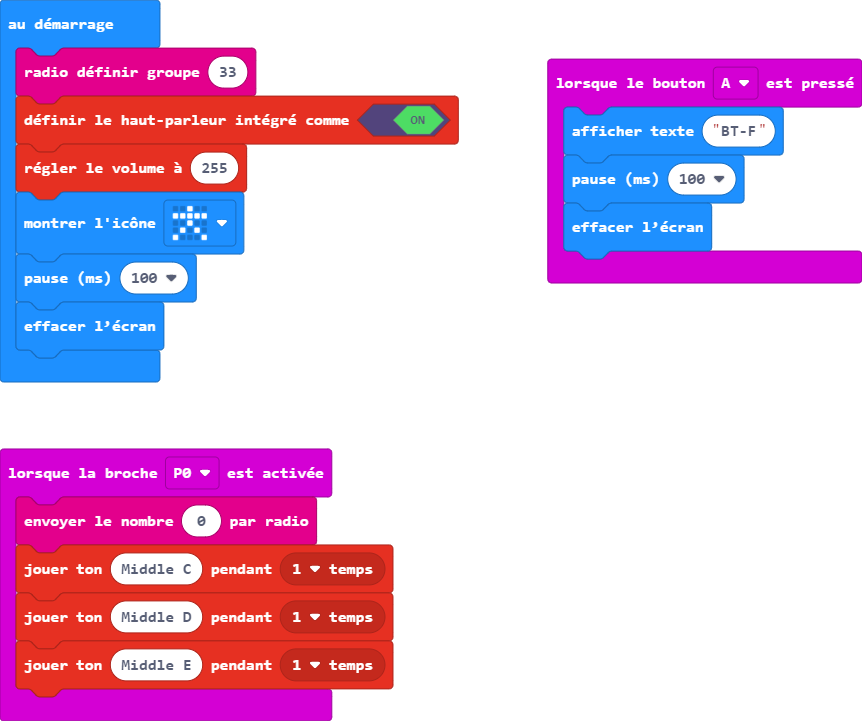 au démarrage
radio définir groupe 33
définir le haut-parleur intégré comme ON
régler le volume à 255
montrer l'icône
pause (ms) 100
effacer l’écran
lorsque le bouton A est pressé
afficher texte "BT-F"
pause (ms) 100
effacer l’écran
lorsque la broche P0 est activée
envoyer le nombre 0 par radio
jouer ton Middle C pendant 1 temps
jouer ton Middle D pendant 1 temps
jouer ton Middle E pendant 1 temps